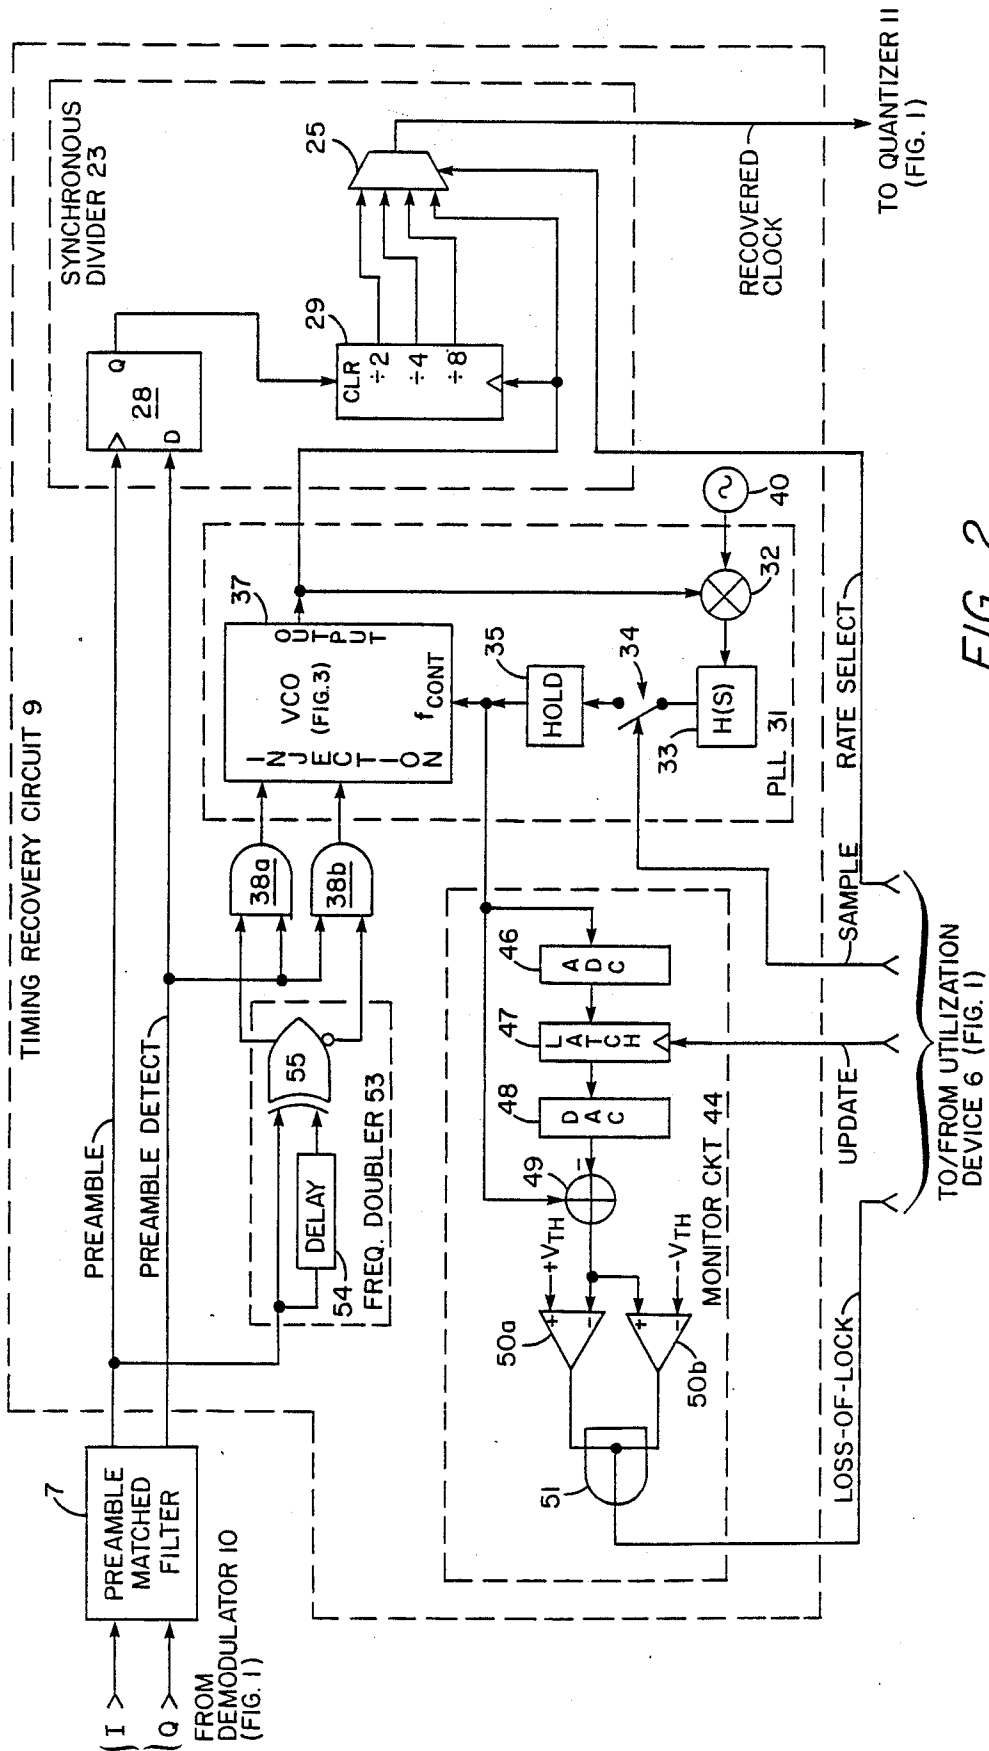 TIMING RECOVERY CIRCUIT 9
SYNCHRONOUS
DIVIDER 23
7
PREAMBLE
MATCHED
FILTER
I
Q
FROM
DEMODULATOR 10
(FIG. 1)
PREAMBLE
PREAMBLE DETECT
Q
28
D
29
CLR
÷2
÷4
÷8
25
RECOVERED
CLOCK
TO QUANTIZER 11
(FIG. 1)
55
DELAY
54
FREQ. DOUBLER 53
38a
38b
37
INJECTION
VCO
(FIG.3)
OUTPUT
fCONT
35
HOLD
34
H(S)
33
32
40
PLL 31
46
ADC
47
LATCH
48
DAC
49
−
+VTH
−VTH
50a
+
−
50b
+
−
51
MONITOR CKT 44
LOSS-OF-LOCK
UPDATE
SAMPLE
RATE SELECT
TO/FROM UTILIZATION
DEVICE 6 (FIG. 1)
FIG. 2